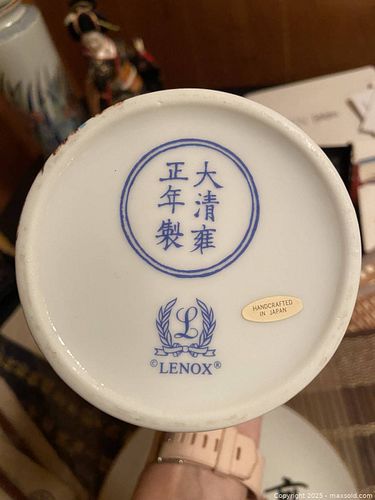 大清雍
正年製
L
©LENOX®
HANDCRAFTED
IN JAPAN
Copyright 2025 - maxsold.com